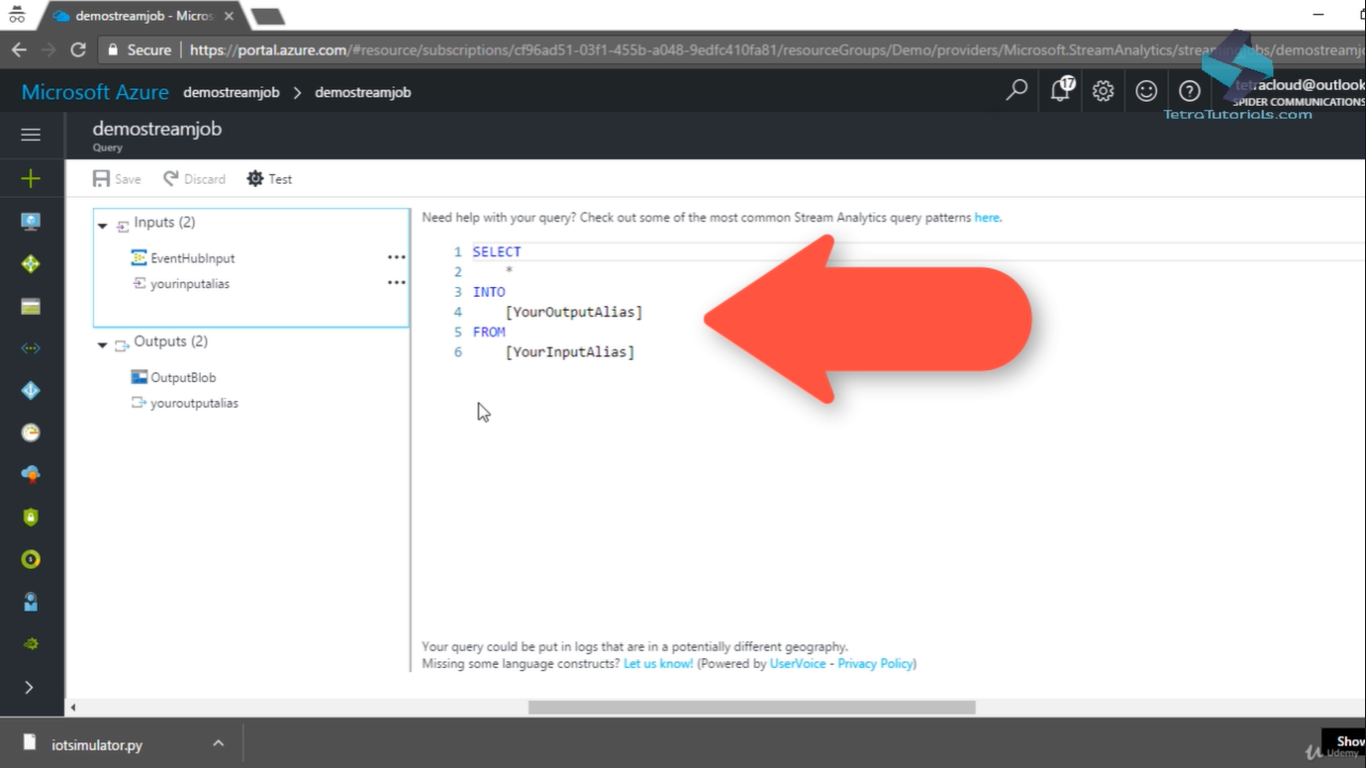 demostreamjob - Micros
Secure https://portal.azure.com/#resource/subscriptions/cf96ad51-03f1-455b-a048-9edfc410fa81/resourceGroups/Demo/providers/Microsoft.StreamAnalytics/streamingjobs/demostreamjo
Microsoft Azure demostreamjob > demostreamjob
17
tetracloud@outlook
SPIDER COMMUNICATIONS
TetraTutorials.com
demostreamjob
Query
Save Discard Test
Inputs (2)
EventHubInput
yourinputalias
Outputs (2)
OutputBlob
youroutputalias
Need help with your query? Check out some of the most common Stream Analytics query patterns here.
1 SELECT
2 *
3 INTO
4 [YourOutputAlias]
5 FROM
6 [YourInputAlias]
Your query could be put in logs that are in a potentially different geography.
Missing some language constructs? Let us know! (Powered by UserVoice - Privacy Policy)
iotsimulator.py
Show
Udemy